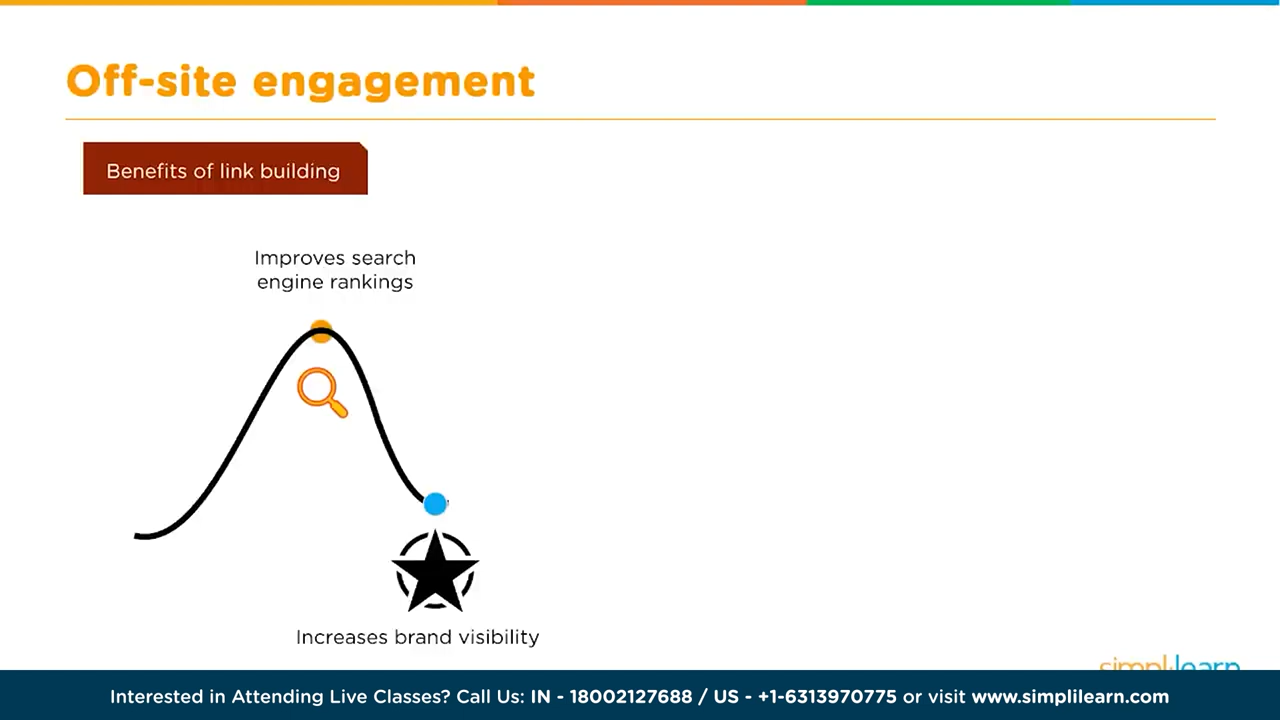 Off-site engagement
Benefits of link building
Improves search
engine rankings
Increases brand visibility
simplilearn
Interested in Attending Live Classes? Call Us: IN - 18002127688 / US - +1-6313970775 or visit www.simplilearn.com